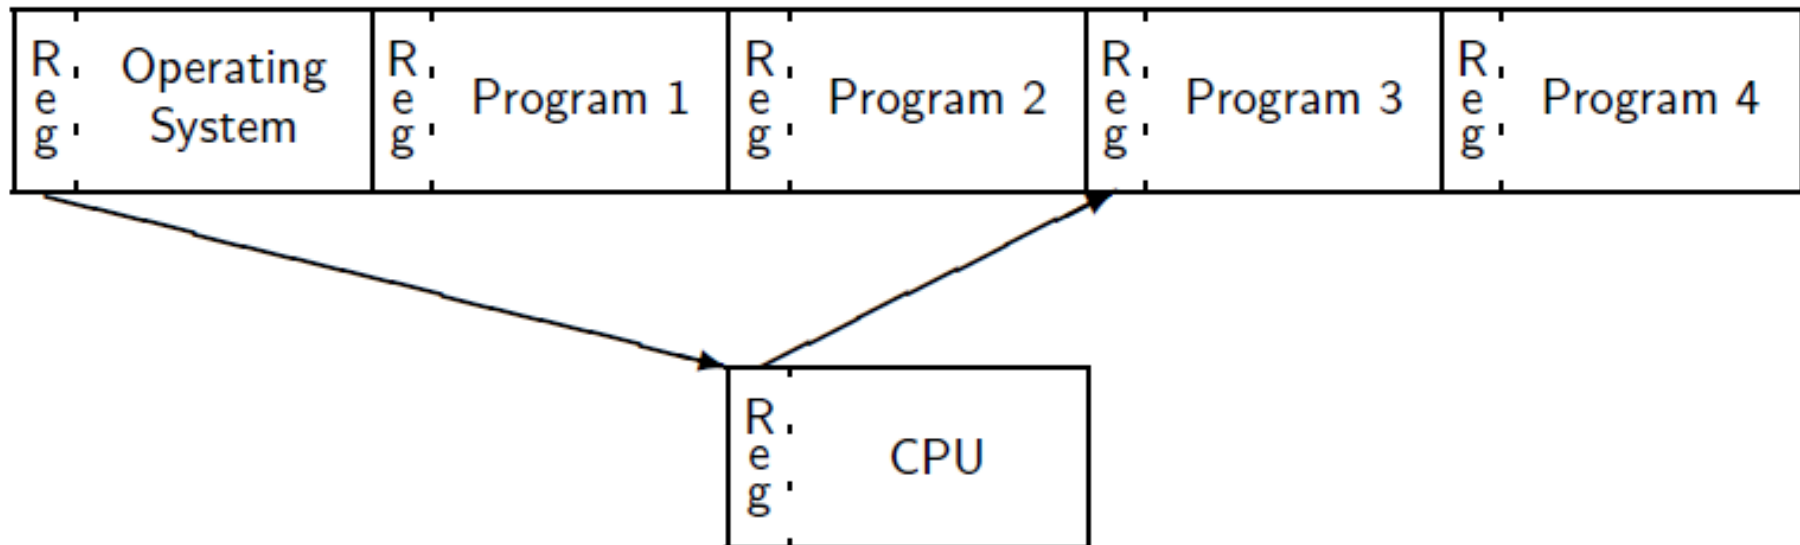 Reg
Operating
System
Reg
Program 1
Reg
Program 2
Reg
Program 3
Reg
Program 4
Reg
CPU